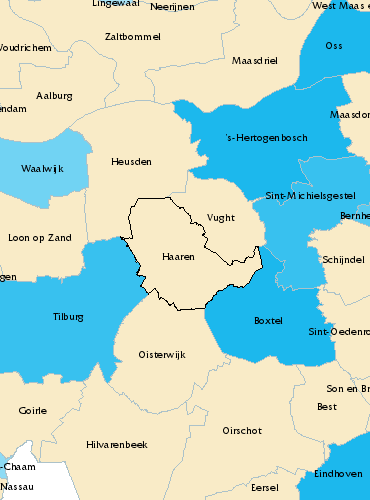 Lingewaal
Neerijnen
West Maas e
Zaltbommel
Woudrichem
Oss
Maasdriel
Aalburg
endam
Maasdon
's-Hertogenbosch
Heusden
Waalwijk
Sint-Michielsgestel
Vught
Bernhe
Loon op Zand
Haaren
Schijndel
gen
Tilburg
Boxtel
Sint-Oedenro
Oisterwijk
Son en Br
Best
Goirle
Oirschot
Hilvarenbeek
-Chaam
Eindhoven
Nassau
Eersel